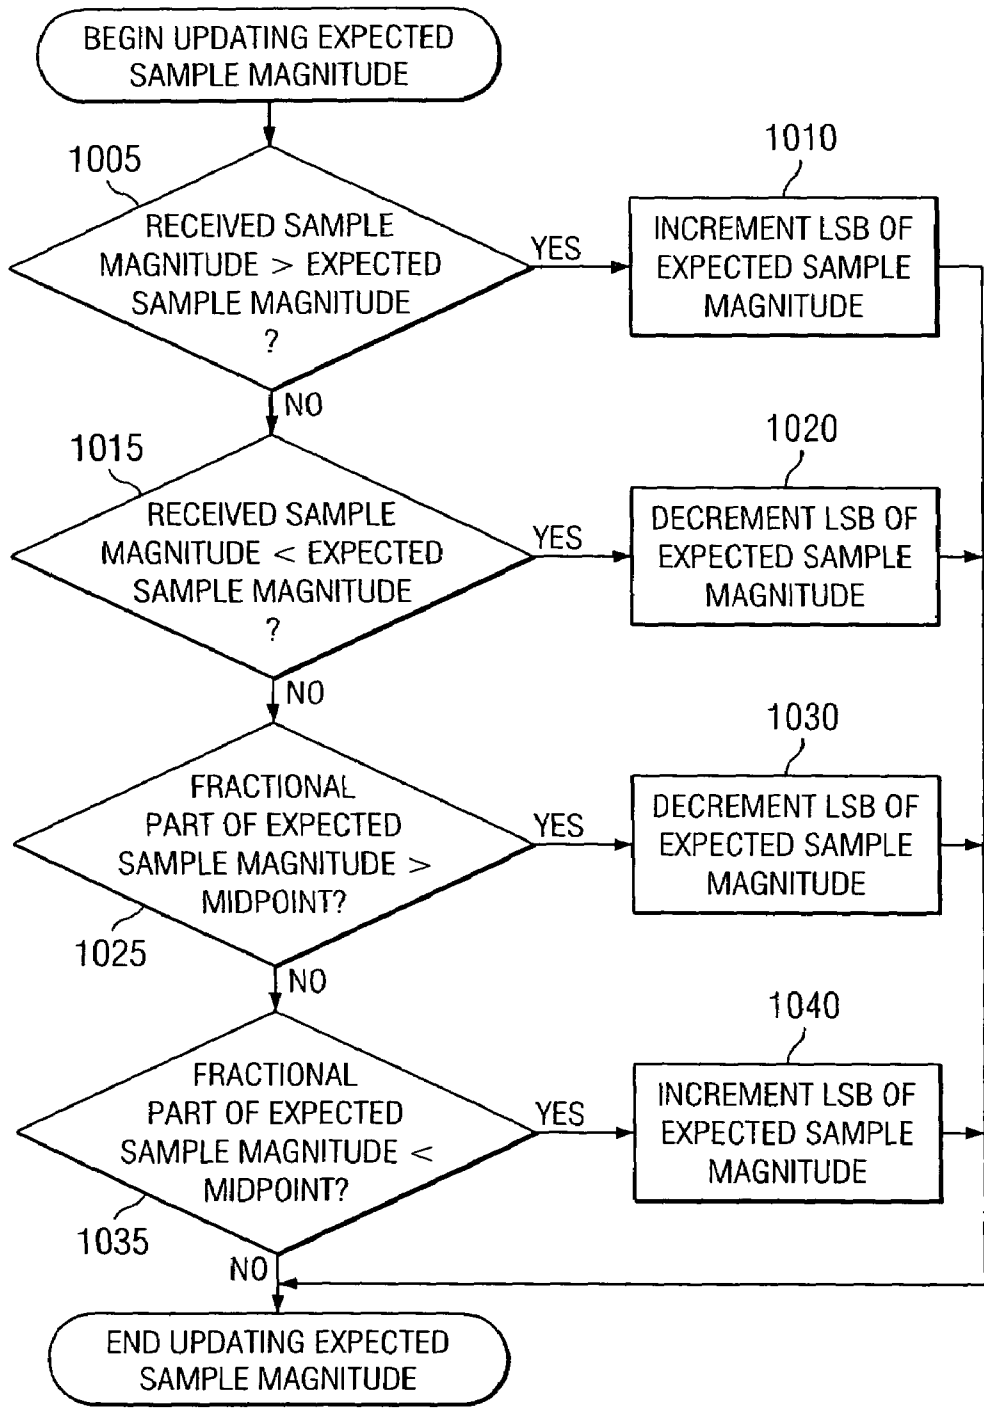 BEGIN UPDATING EXPECTED
SAMPLE MAGNITUDE
1005
RECEIVED SAMPLE
MAGNITUDE > EXPECTED
SAMPLE MAGNITUDE
?
YES
1010
INCREMENT LSB OF
EXPECTED SAMPLE
MAGNITUDE
NO
1015
RECEIVED SAMPLE
MAGNITUDE < EXPECTED
SAMPLE MAGNITUDE
?
YES
1020
DECREMENT LSB OF
EXPECTED SAMPLE
MAGNITUDE
NO
FRACTIONAL
PART OF EXPECTED
SAMPLE MAGNITUDE >
MIDPOINT?
1025
YES
1030
DECREMENT LSB OF
EXPECTED SAMPLE
MAGNITUDE
NO
FRACTIONAL
PART OF EXPECTED
SAMPLE MAGNITUDE <
MIDPOINT?
1035
YES
1040
INCREMENT LSB OF
EXPECTED SAMPLE
MAGNITUDE
NO
END UPDATING EXPECTED
SAMPLE MAGNITUDE